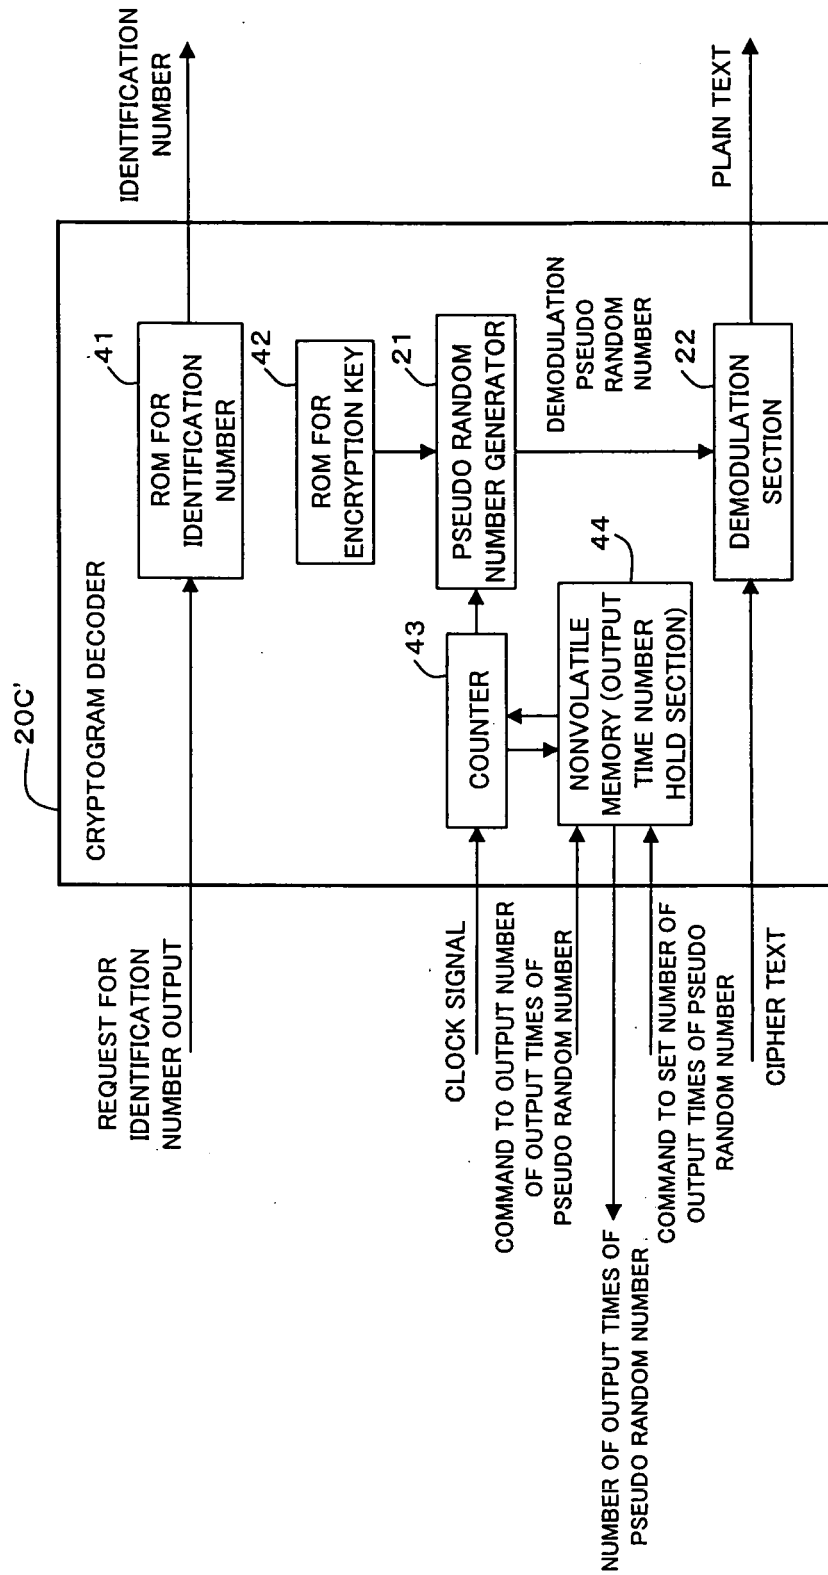 20C'
CRYPTOGRAM DECODER
REQUEST FOR
IDENTIFICATION
NUMBER OUTPUT
41
ROM FOR
IDENTIFICATION
NUMBER
IDENTIFICATION
NUMBER
42
ROM FOR
ENCRYPTION KEY
CLOCK SIGNAL
43
COUNTER
21
PSEUDO RANDOM
NUMBER GENERATOR
COMMAND TO OUTPUT NUMBER
OF OUTPUT TIMES OF
PSEUDO RANDOM NUMBER
44
NONVOLATILE
MEMORY (OUTPUT
TIME NUMBER
HOLD SECTION)
DEMODULATION
PSEUDO
RANDOM
NUMBER
NUMBER OF OUTPUT TIMES OF
PSEUDO RANDOM NUMBER
COMMAND TO SET NUMBER OF
OUTPUT TIMES OF PSEUDO
RANDOM NUMBER
CIPHER TEXT
22
DEMODULATION
SECTION
PLAIN TEXT